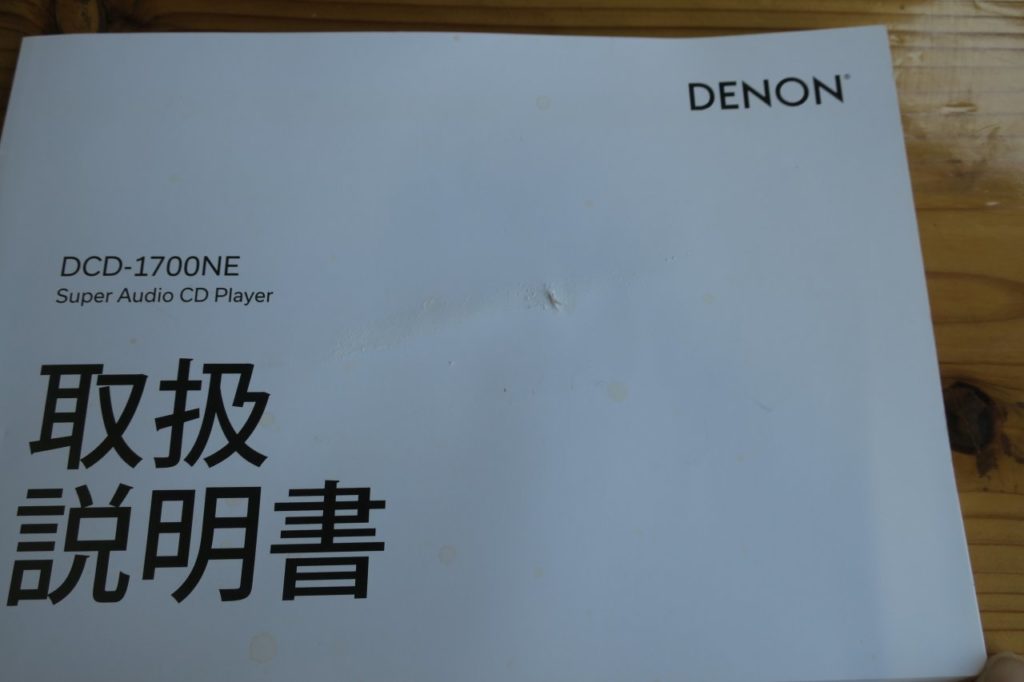 DENON
DCD-1700NE
Super Audio CD Player
取扱
説明書